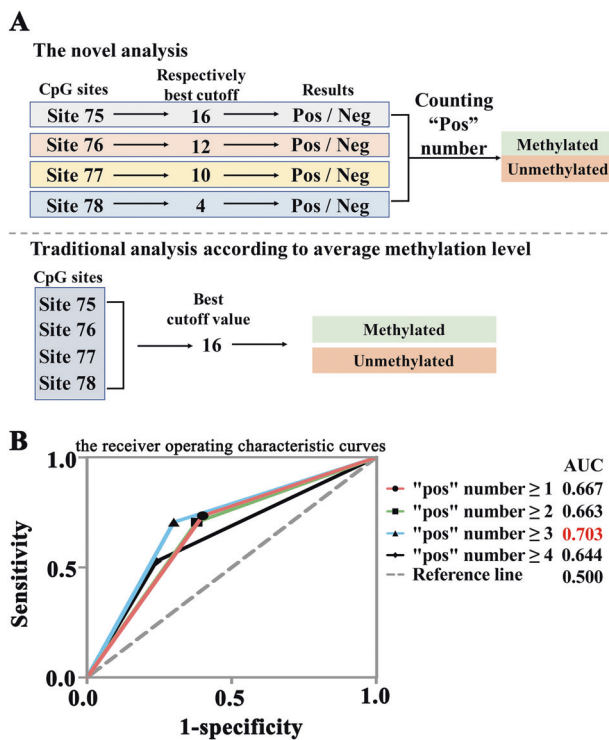 A
The novel analysis
CpG sites
Respectively
best cutoff
Results
Site 75
16
Pos / Neg
Site 76
12
Pos / Neg
Site 77
10
Pos / Neg
Site 78
4
Pos / Neg
Counting
“Pos”
number
Methylated
Unmethylated
Traditional analysis according to average methylation level
CpG sites
Site 75
Site 76
Site 77
Site 78
Best
cutoff value
16
Methylated
Unmethylated
B
the receiver operating characteristic curves
Sensitivity
1.0
0.5
0.0
0.0
0.5
1.0
1-specificity
AUC
"pos" number ≥ 1 0.667
"pos" number ≥ 2 0.663
"pos" number ≥ 3 0.703
"pos" number ≥ 4 0.644
Reference line 0.500